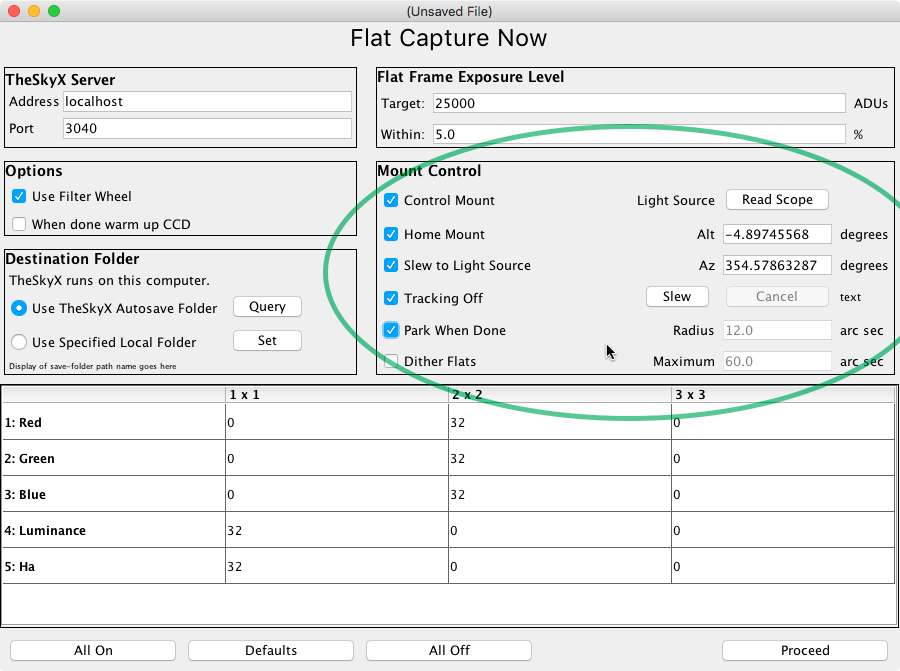 (Unsaved File)
Flat Capture Now
TheSkyX Server
Address localhost
Port 3040
Flat Frame Exposure Level
Target: 25000 ADUs
Within: 5.0 %
Options
Use Filter Wheel
When done warm up CCD
Mount Control
Control Mount Light Source Read Scope
Home Mount Alt -4.89745568 degrees
Slew to Light Source Az 354.57863287 degrees
Tracking Off Slew Cancel text
Park When Done Radius 12.0 arc sec
Dither Flats Maximum 60.0 arc sec
Destination Folder
TheSkyX runs on this computer.
Use TheSkyX Autosave Folder Query
Use Specified Local Folder Set
Display of save-folder path name goes here
1 x 1 2 x 2 3 x 3
1: Red 0 32 0
2: Green 0 32 0
3: Blue 0 32 0
4: Luminance 32 0 0
5: Ha 32 0 0
All On Defaults All Off Proceed